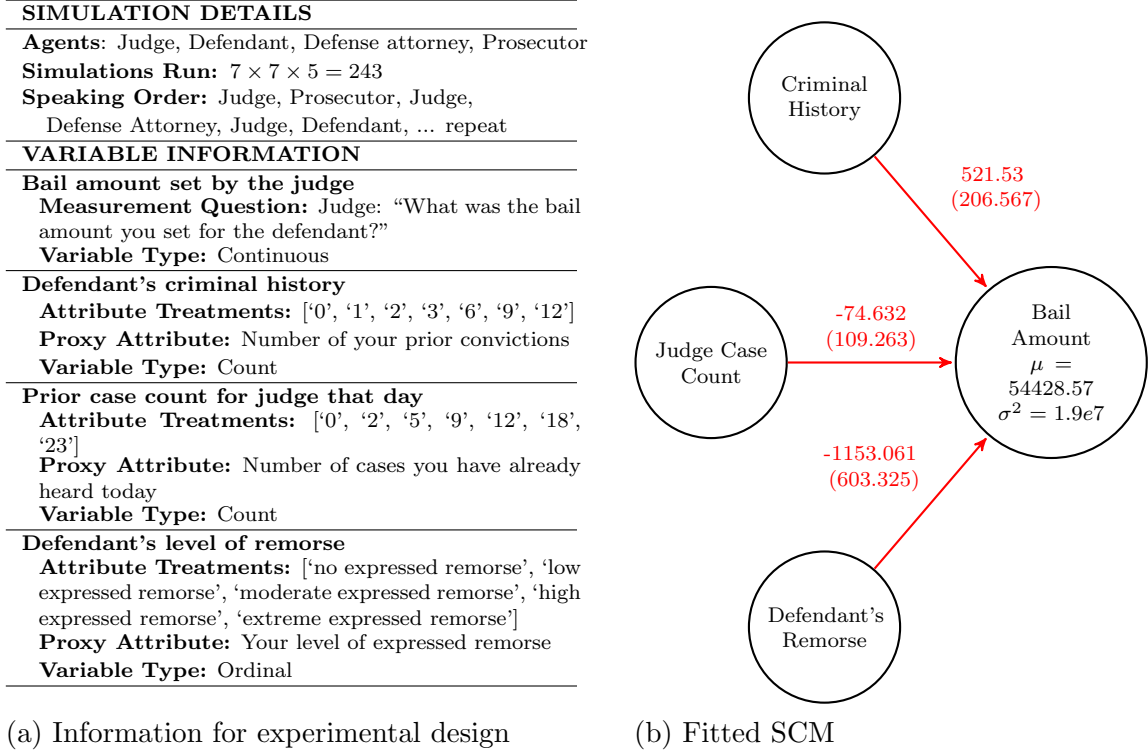 SIMULATION DETAILS
Agents: Judge, Defendant, Defense attorney, Prosecutor
Simulations Run: 7 × 7 × 5 = 243
Speaking Order: Judge, Prosecutor, Judge,
Defense Attorney, Judge, Defendant, ... repeat
VARIABLE INFORMATION
Bail amount set by the judge
Measurement Question: Judge: “What was the bail
amount you set for the defendant?”
Variable Type: Continuous
Defendant’s criminal history
Attribute Treatments: [‘0’, ‘1’, ‘2’, ‘3’, ‘6’, ‘9’, ‘12’]
Proxy Attribute: Number of your prior convictions
Variable Type: Count
Prior case count for judge that day
Attribute Treatments: [‘0’, ‘2’, ‘5’, ‘9’, ‘12’, ‘18’,
‘23’]
Proxy Attribute: Number of cases you have already
heard today
Variable Type: Count
Defendant’s level of remorse
Attribute Treatments: [‘no expressed remorse’, ‘low
expressed remorse’, ‘moderate expressed remorse’, ‘high
expressed remorse’, ‘extreme expressed remorse’]
Proxy Attribute: Your level of expressed remorse
Variable Type: Ordinal
(a) Information for experimental design
Criminal
History
521.53
(206.567)
Judge Case
Count
-74.632
(109.263)
Bail
Amount
μ =
54428.57
σ² = 1.9e7
-1153.061
(603.325)
Defendant’s
Remorse
(b) Fitted SCM